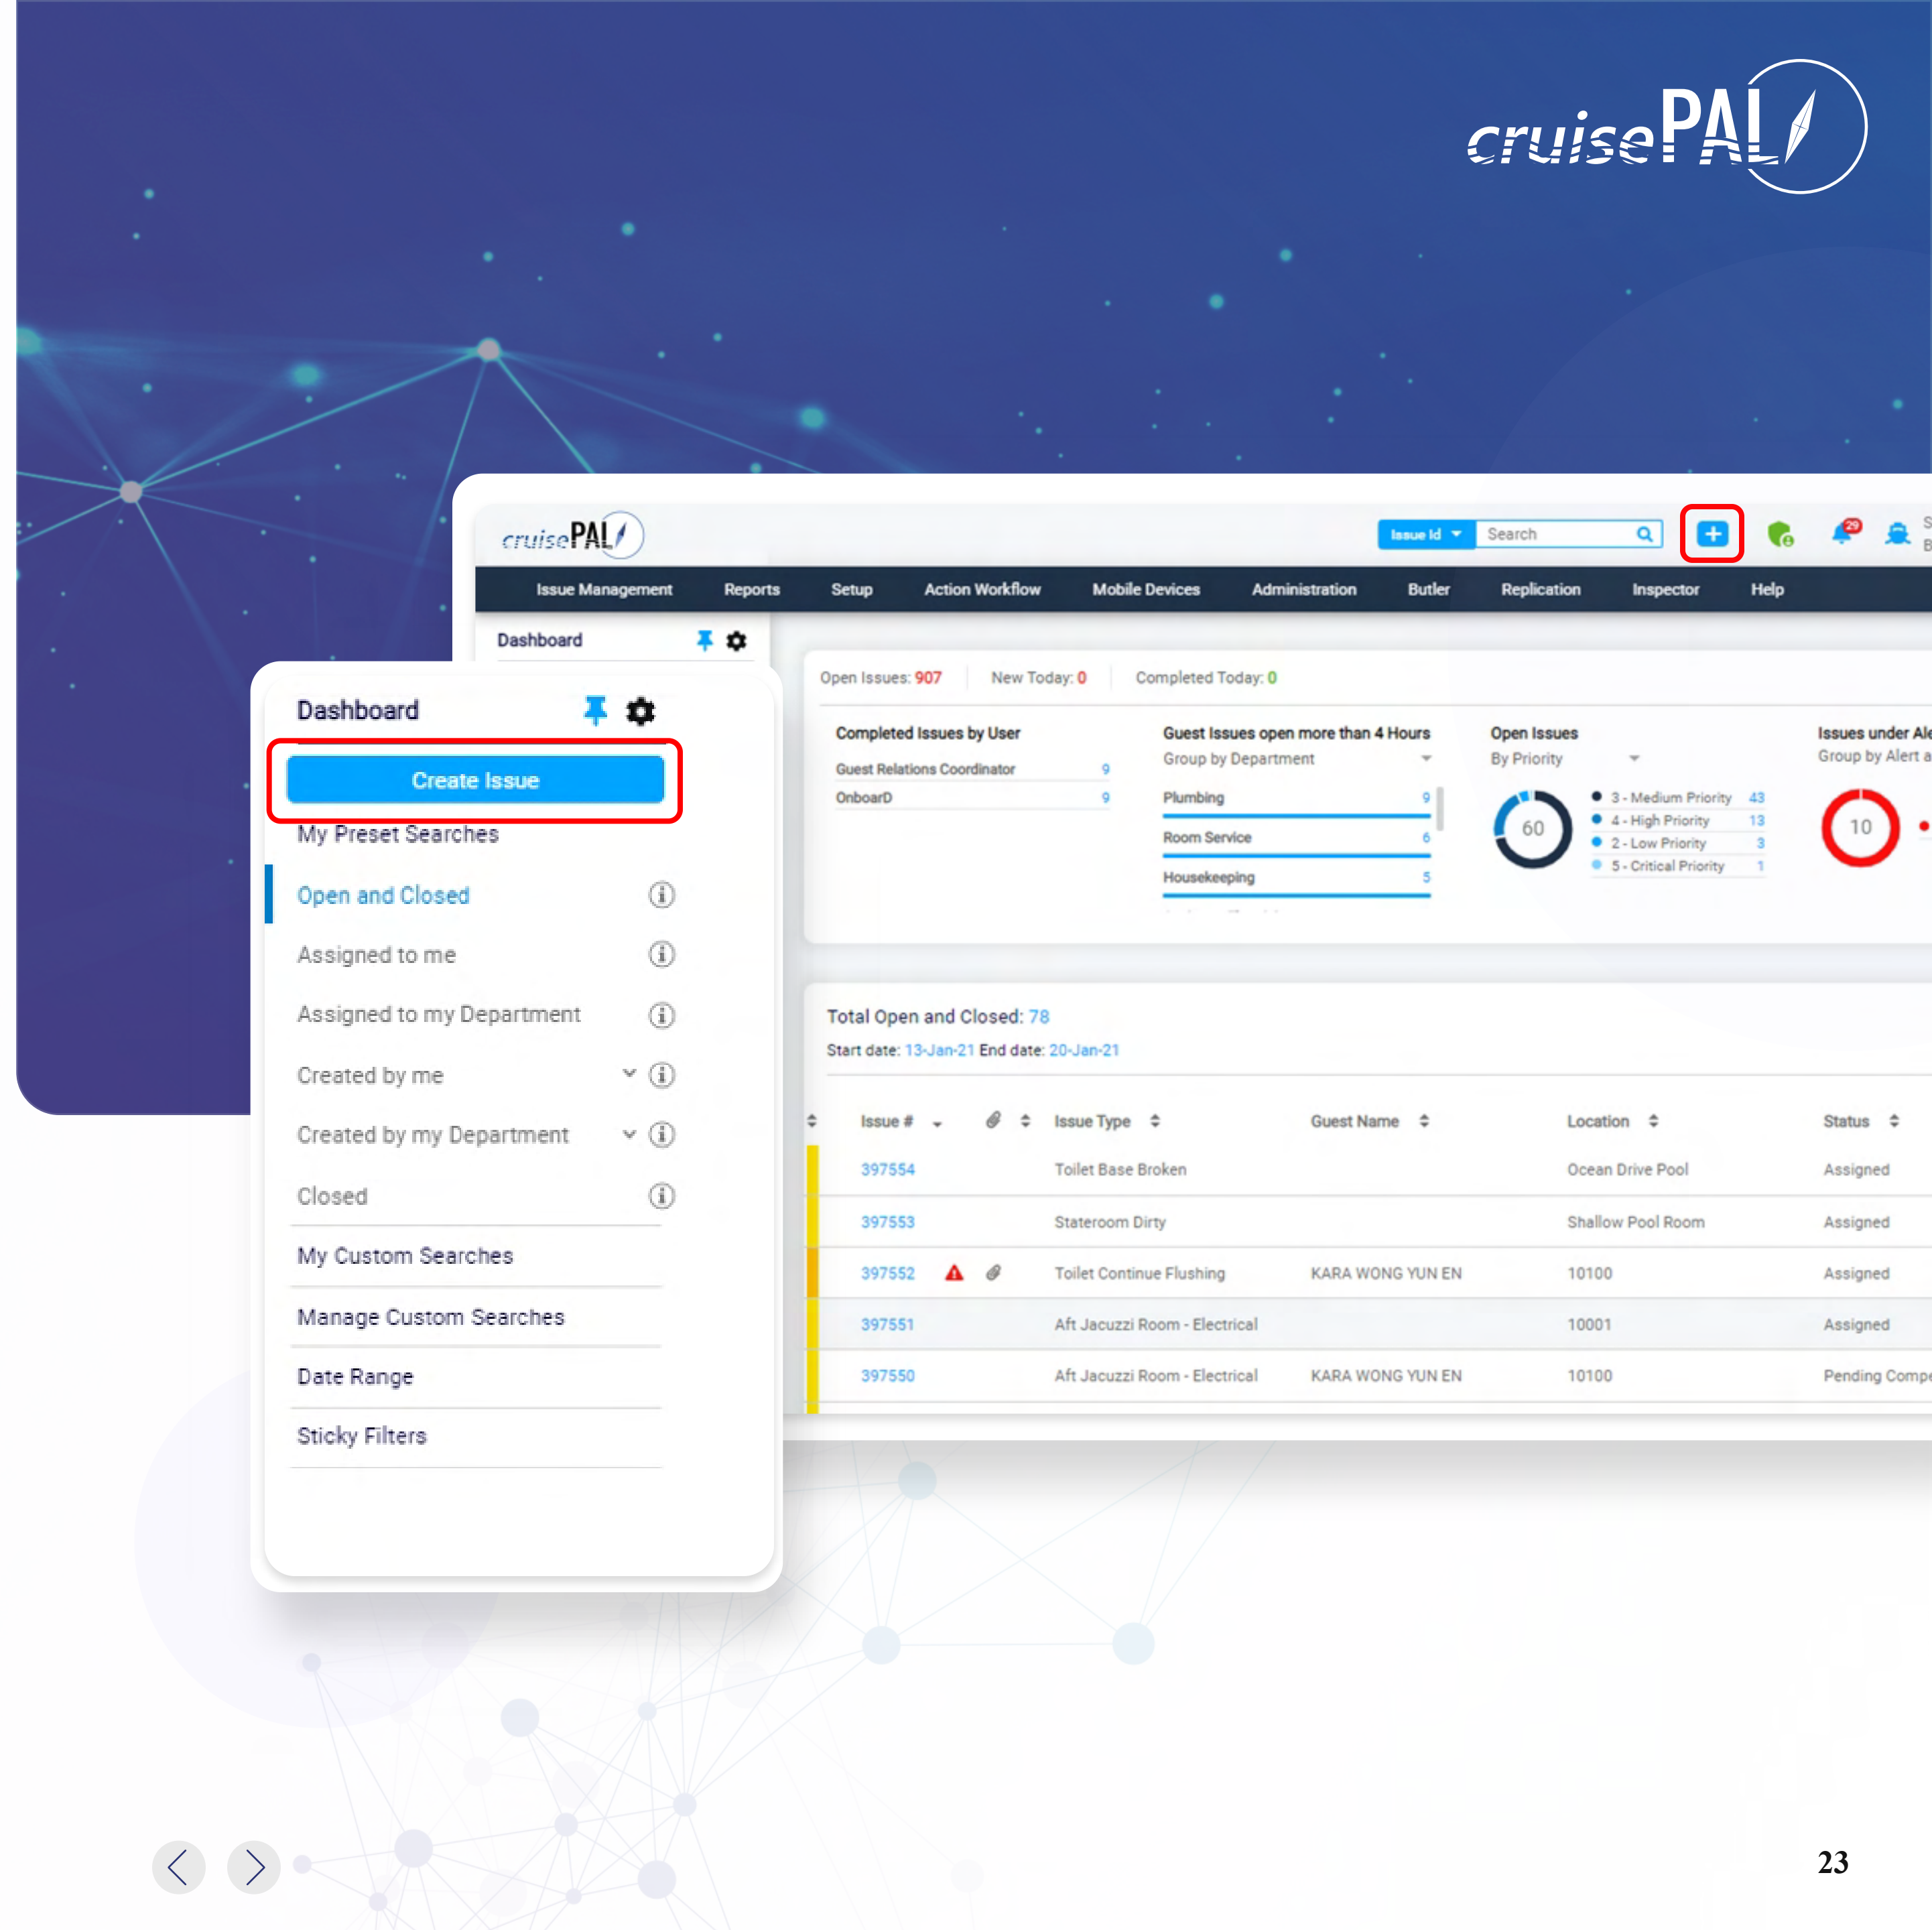 cruisePAL
cruisePAL
Issue Id Search
29
S
B
Issue Management Reports Setup Action Workflow Mobile Devices Administration Butler Replication Inspector Help
Dashboard
Open Issues: 907 New Today: 0 Completed Today: 0
Completed Issues by User
Guest Relations Coordinator 9
OnboarD 9
Guest Issues open more than 4 Hours
Group by Department
Plumbing 9
Room Service 6
Housekeeping 5
Open Issues
By Priority
60
3 - Medium Priority 43
4 - High Priority 13
2 - Low Priority 3
5 - Critical Priority 1
Issues under Ale
Group by Alert a
10
Dashboard
Create Issue
My Preset Searches
Open and Closed
Assigned to me
Assigned to my Department
Created by me
Created by my Department
Closed
My Custom Searches
Manage Custom Searches
Date Range
Sticky Filters
Total Open and Closed: 78
Start date: 13-Jan-21 End date: 20-Jan-21
Issue # Issue Type Guest Name Location Status
397554 Toilet Base Broken Ocean Drive Pool Assigned
397553 Stateroom Dirty Shallow Pool Room Assigned
397552 Toilet Continue Flushing KARA WONG YUN EN 10100 Assigned
397551 Aft Jacuzzi Room - Electrical 10001 Assigned
397550 Aft Jacuzzi Room - Electrical KARA WONG YUN EN 10100 Pending Compe
23